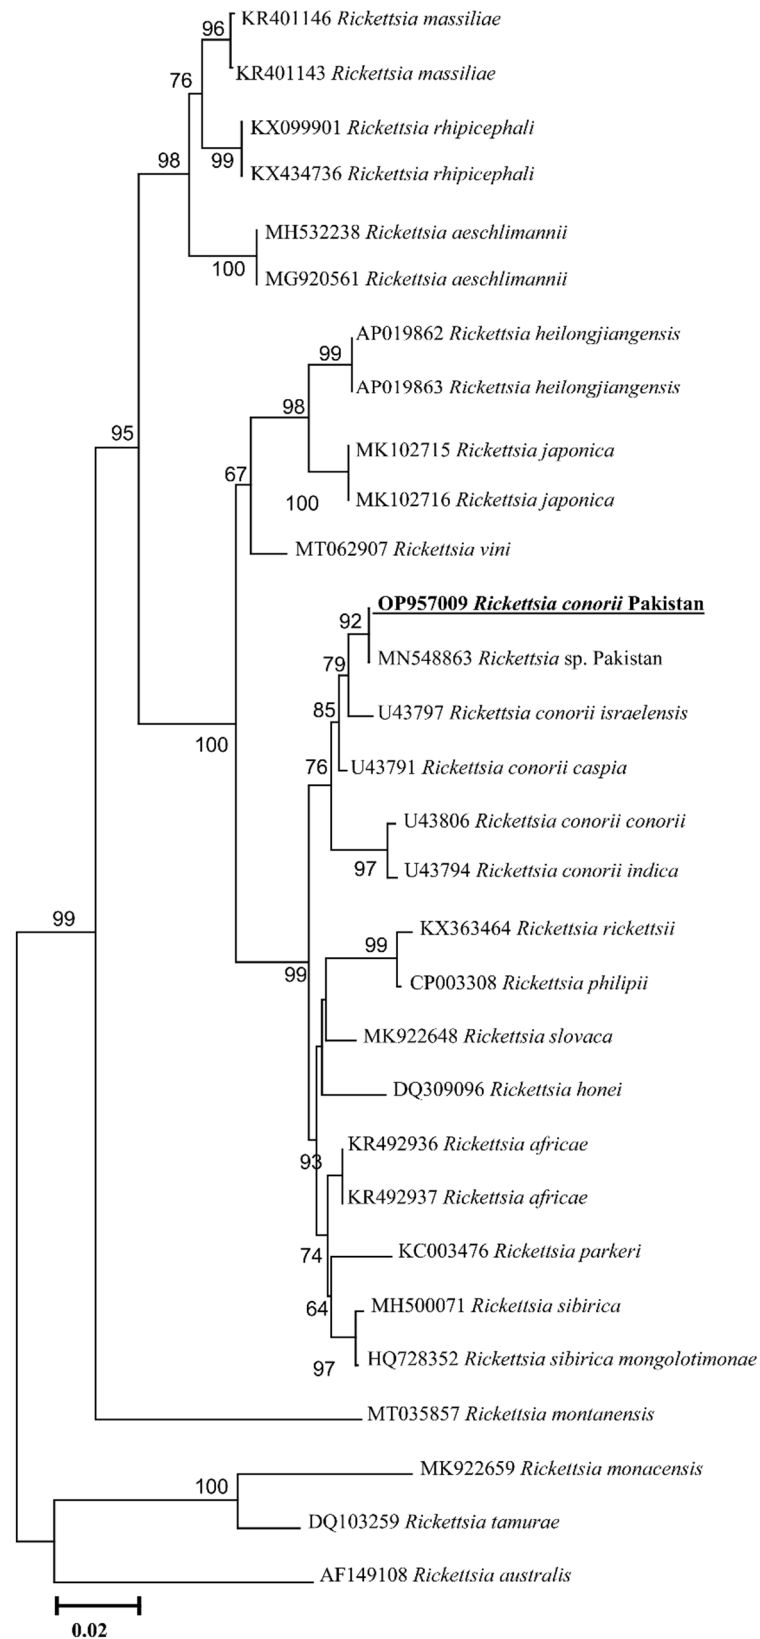 96
KR401146 Rickettsia massiliae
KR401143 Rickettsia massiliae
76
KX099901 Rickettsia rhipicephali
99
KX434736 Rickettsia rhipicephali
98
MH532238 Rickettsia aeschlimannii
100
MG920561 Rickettsia aeschlimannii
AP019862 Rickettsia heilongjiangensis
99
AP019863 Rickettsia heilongjiangensis
98
95
MK102715 Rickettsia japonica
67
100
MK102716 Rickettsia japonica
MT062907 Rickettsia vini
OP957009 Rickettsia conorii Pakistan
92
MN548863 Rickettsia sp. Pakistan
79
85
U43797 Rickettsia conorii israelensis
100
76
U43791 Rickettsia conorii caspia
U43806 Rickettsia conorii conorii
97
U43794 Rickettsia conorii indica
99
KX363464 Rickettsia rickettsii
99
99
CP003308 Rickettsia philipii
MK922648 Rickettsia slovaca
DQ309096 Rickettsia honei
93
KR492936 Rickettsia africae
KR492937 Rickettsia africae
74
KC003476 Rickettsia parkeri
64
MH500071 Rickettsia sibirica
97
HQ728352 Rickettsia sibirica mongolotimonae
MT035857 Rickettsia montanensis
MK922659 Rickettsia monacensis
100
DQ103259 Rickettsia tamurae
AF149108 Rickettsia australis
0.02